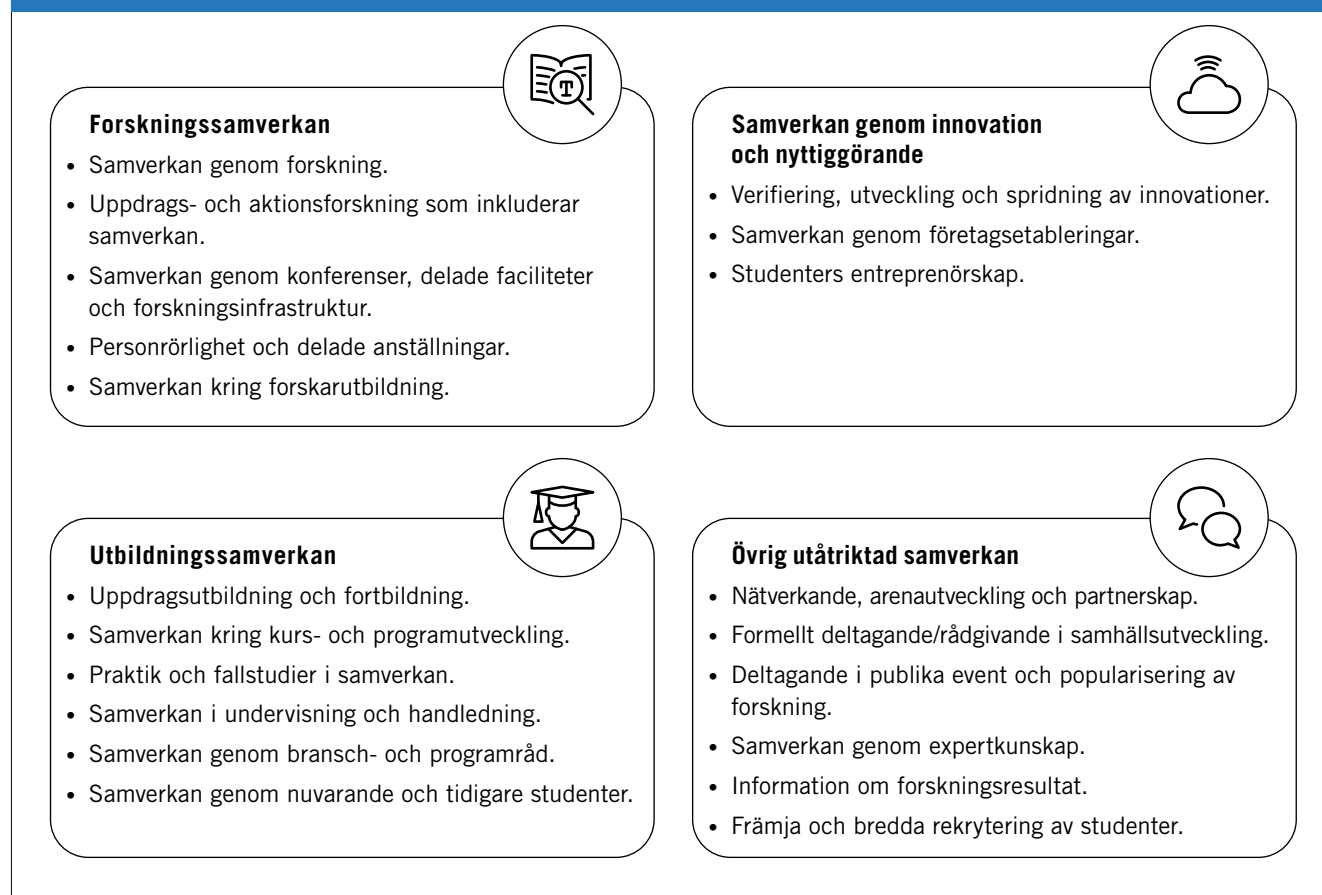 Forskningssamverkan
• Samverkan genom forskning.
• Uppdrags- och aktionsforskning som inkluderar
samverkan.
• Samverkan genom konferenser, delade faciliteter
och forskningsinfrastruktur.
• Personrörlighet och delade anställningar.
• Samverkan kring forskarutbildning.
Samverkan genom innovation
och nyttiggörande
• Verifiering, utveckling och spridning av innovationer.
• Samverkan genom företagsetableringar.
• Studenters entreprenörskap.
Utbildningssamverkan
• Uppdragsutbildning och fortbildning.
• Samverkan kring kurs- och programutveckling.
• Praktik och fallstudier i samverkan.
• Samverkan i undervisning och handledning.
• Samverkan genom bransch- och programråd.
• Samverkan genom nuvarande och tidigare studenter.
Övrig utåtriktad samverkan
• Nätverkande, arenautveckling och partnerskap.
• Formellt deltagande/rådgivande i samhällsutveckling.
• Deltagande i publika event och popularisering av
forskning.
• Samverkan genom expertkunskap.
• Information om forskningsresultat.
• Främja och bredda rekrytering av studenter.